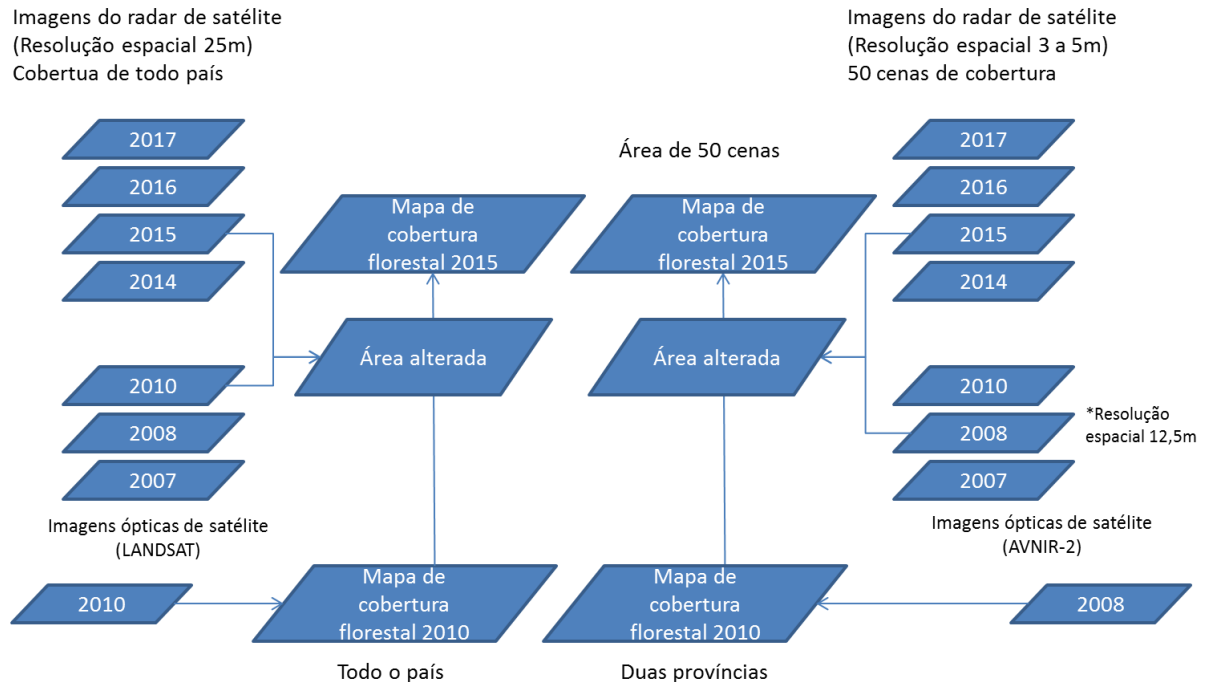 Imagens do radar de satélite
(Resolução espacial 25m)
Cobertua de todo país
2017
2016
2015
2014
2010
2008
2007
Imagens ópticas de satélite
(LANDSAT)
2010
Mapa de
cobertura
florestal 2015
Área alterada
Mapa de
cobertura
florestal 2010
Todo o país
Área de 50 cenas
Mapa de
cobertura
florestal 2015
Área alterada
Mapa de
cobertura
florestal 2010
Duas províncias
Imagens do radar de satélite
(Resolução espacial 3 a 5m)
50 cenas de cobertura
2017
2016
2015
2014
2010
2008
2007
*Resolução
espacial 12,5m
Imagens ópticas de satélite
(AVNIR-2)
2008